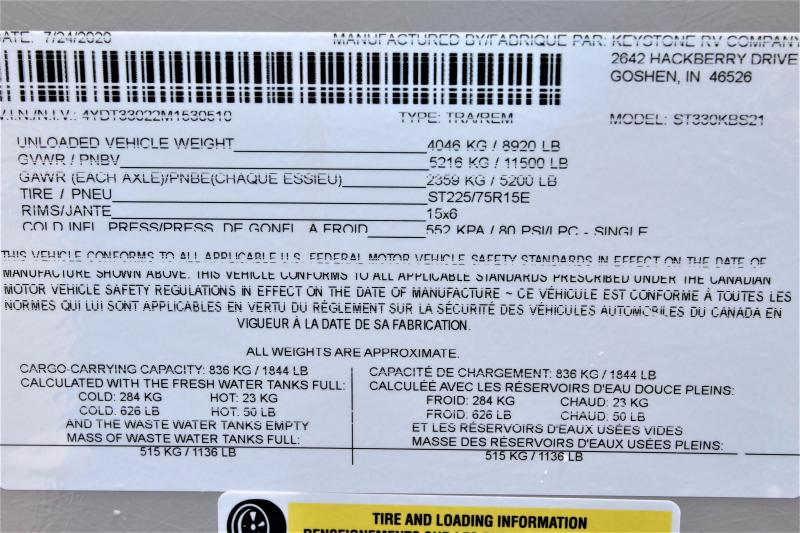 DATE: 7/24/2020 MANUFACTURED BY/FABRIQUE PAR: KEYSTONE RV COMPANY
2642 HACKBERRY DRIVE
GOSHEN, IN 46526
V.I.N./N.I.V.: 4YDT33022M1530510 TYPE: TRA/REM MODEL: ST330KBS21
UNLOADED VEHICLE WEIGHT 4046 KG / 8920 LB
GVWR / PNBV 5216 KG / 11500 LB
GAWR (EACH AXLE)/PNBE(CHAQUE ESSIEU) 2359 KG / 5200 LB
TIRE / PNEU ST225/75R15E
RIMS/JANTE 15x6
COLD INFL. PRESS/PRESS. DE GONFL A FROID 552 KPA / 80 PSI/LPC - SINGLE
THIS VEHICLE CONFORMS TO ALL APPLICABLE U.S. FEDERAL MOTOR VEHICLE SAFETY STANDARDS IN EFFECT ON THE DATE OF
MANUFACTURE SHOWN ABOVE. THIS VEHICLE CONFORMS TO ALL APPLICABLE STANDARDS PRESCRIBED UNDER THE CANADIAN
MOTOR VEHICLE SAFETY REGULATIONS IN EFFECT ON THE DATE OF MANUFACTURE ~ CE VÉHICULE EST CONFORME À TOUTES LES
NORMES QUI LUI SONT APPLICABLES EN VERTU DU RÈGLEMENT SUR LA SÉCURITÉ DES VÉHICULES AUTOMOBILES DU CANADA EN
VIGUEUR À LA DATE DE SA FABRICATION.
ALL WEIGHTS ARE APPROXIMATE.
CARGO-CARRYING CAPACITY: 836 KG / 1844 LB
CALCULATED WITH THE FRESH WATER TANKS FULL:
COLD: 284 KG HOT: 23 KG
COLD: 626 LB HOT: 50 LB
AND THE WASTE WATER TANKS EMPTY
MASS OF WASTE WATER TANKS FULL:
515 KG / 1136 LB
CAPACITÉ DE CHARGEMENT: 836 KG / 1844 LB
CALCULÉE AVEC LES RÉSERVOIRS D'EAU DOUCE PLEINS:
FROID: 284 KG CHAUD: 23 KG
FROID: 626 LB CHAUD: 50 LB
ET LES RÉSERVOIRS D'EAUX USÉES VIDES
MASSE DES RÉSERVOIRS D'EAUX USÉES PLEINS:
515 KG / 1136 LB
TIRE AND LOADING INFORMATION
RENSEIGNEMENTS SUR LES